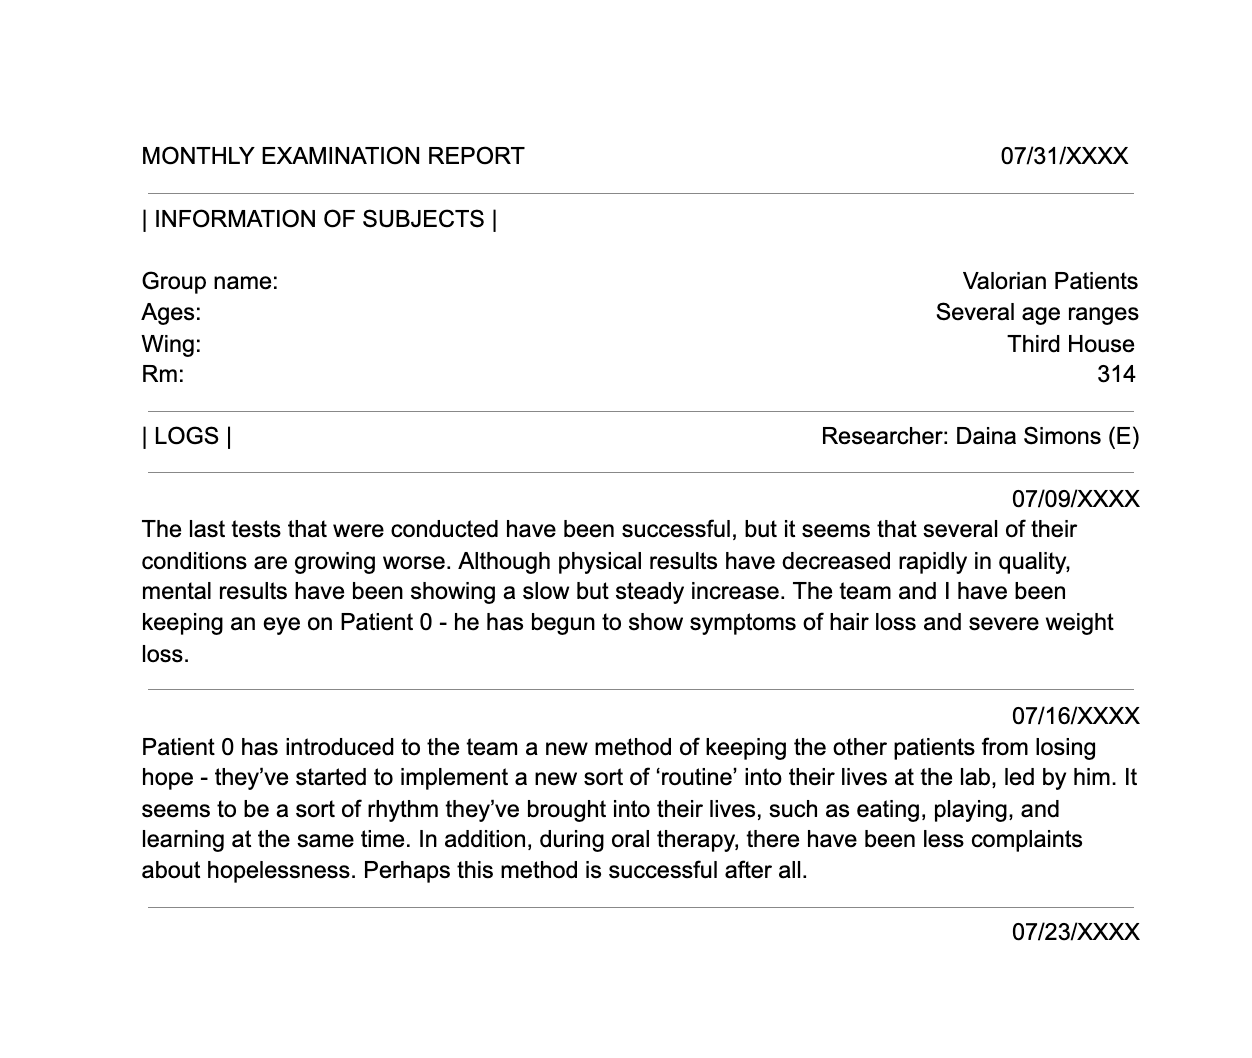 MONTHLY EXAMINATION REPORT 07/31/XXXX
| INFORMATION OF SUBJECTS |
Group name: Valorian Patients
Ages: Several age ranges
Wing: Third House
Rm: 314
| LOGS | Researcher: Daina Simons (E)
07/09/XXXX
The last tests that were conducted have been successful, but it seems that several of their
conditions are growing worse. Although physical results have decreased rapidly in quality,
mental results have been showing a slow but steady increase. The team and I have been
keeping an eye on Patient 0 - he has begun to show symptoms of hair loss and severe weight
loss.
07/16/XXXX
Patient 0 has introduced to the team a new method of keeping the other patients from losing
hope - they’ve started to implement a new sort of ‘routine’ into their lives at the lab, led by him. It
seems to be a sort of rhythm they’ve brought into their lives, such as eating, playing, and
learning at the same time. In addition, during oral therapy, there have been less complaints
about hopelessness. Perhaps this method is successful after all.
07/23/XXXX